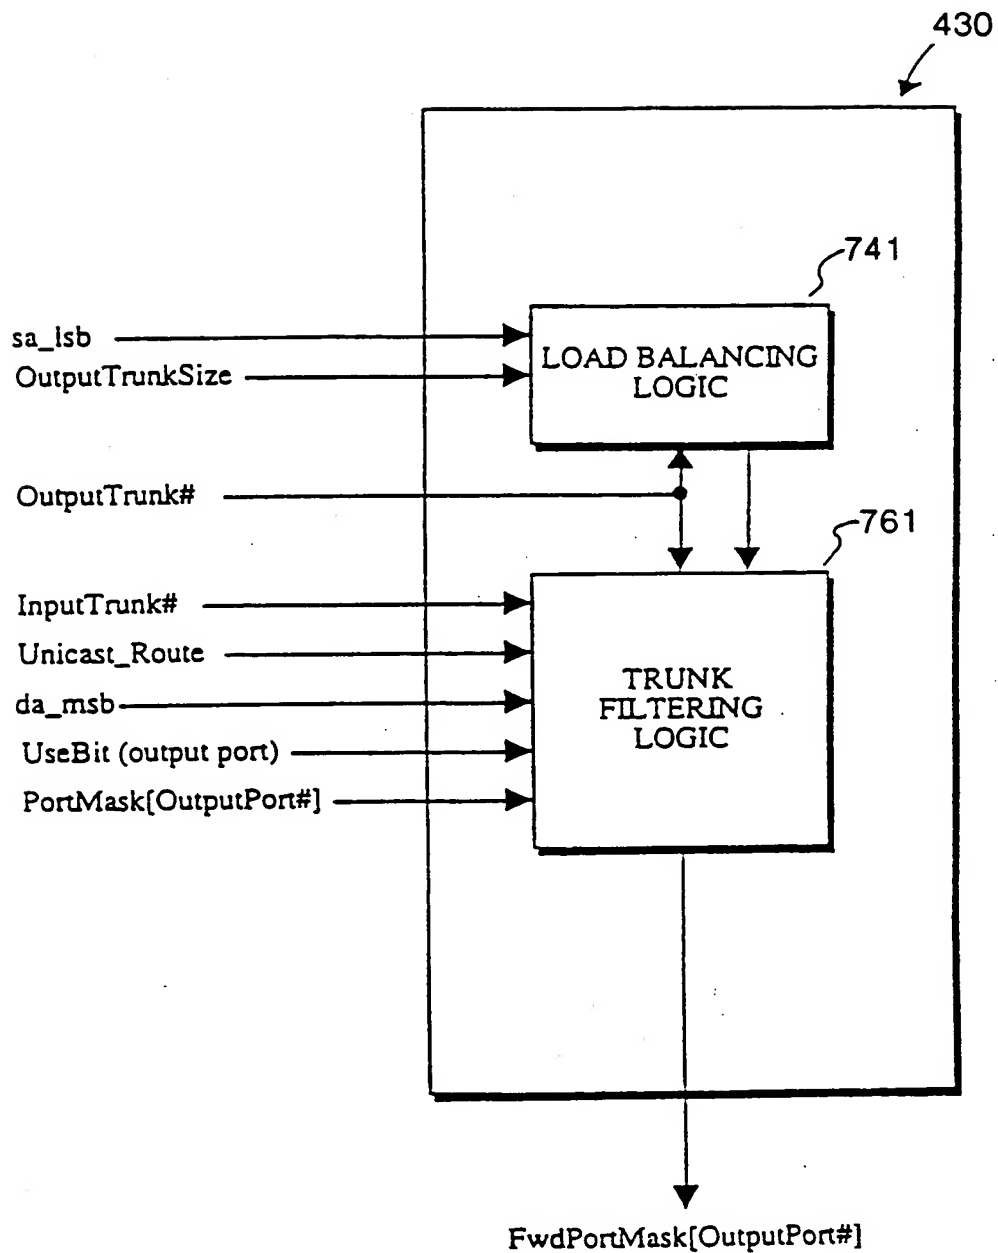 430
741
sa_lsb
OutputTrunkSize
LOAD BALANCING
LOGIC
OutputTrunk#
761
InputTrunk#
Unicast_Route
da_msb
UseBit (output port)
PortMask[OutputPort#]
TRUNK
FILTERING
LOGIC
FwdPortMask[OutputPort#]